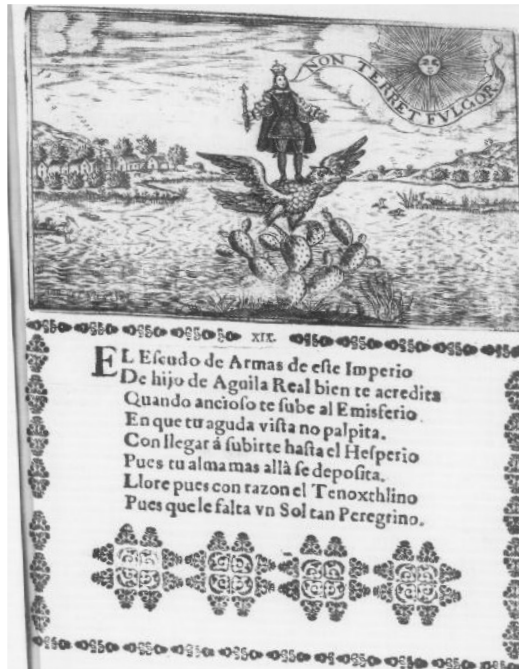 NON TERRET FVLGOR.
XIX.
EL Eſcudo de Armas de eſte Imperio
De hijo de Aguila Real bien te acredita
Quando ancioſo te ſube al Emisferio.
En que tu aguda viſta no palpita.
Con llegar á ſubirte haſta el Heſperio
Pues tu alma mas allà ſe depoſita.
Llore pues con razon el Tenoxthlino
Pues que le falta vn Sol tan Peregrino.